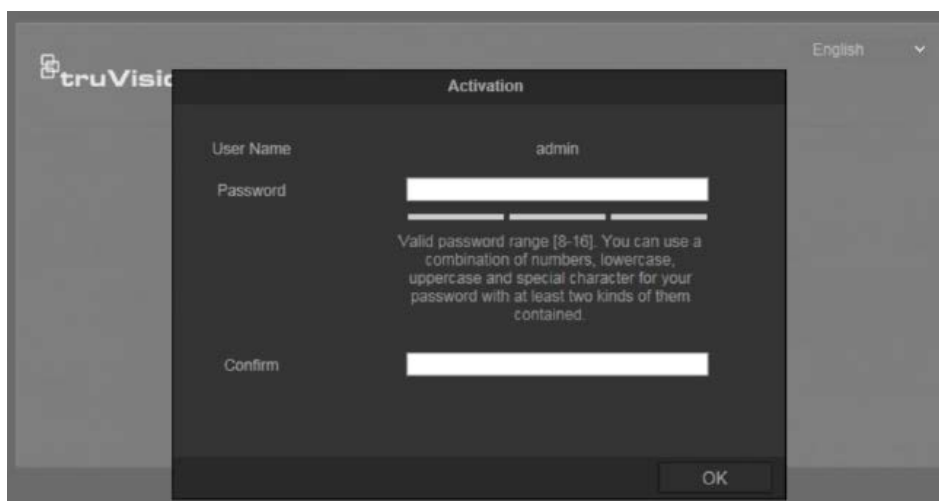 English
truVisio
Activation
User Name admin
Password
Valid password range [8-16]. You can use a
combination of numbers, lowercase,
uppercase and special character for your
password with at least two kinds of them
contained.
Confirm
OK